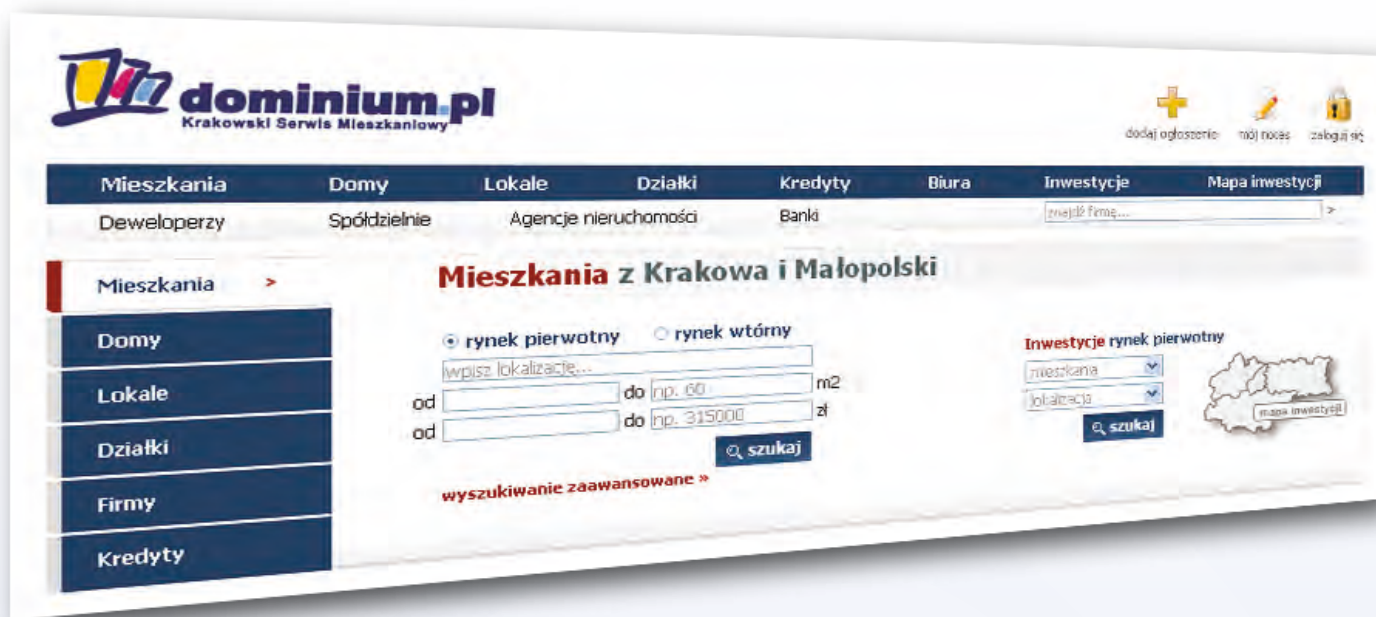 dominium.pl
Krakowski Serwis Mieszkaniowy
dodaj ogłoszenie mój notes zaloguj się
Mieszkania Domy Lokale Działki Kredyty Biura Inwestycje Mapa inwestycji
Deweloperzy Spółdzielnie Agencje nieruchomości Banki znajdź firmę... >
Mieszkania >
Domy
Lokale
Działki
Firmy
Kredyty
Mieszkania z Krakowa i Małopolski
rynek pierwotny rynek wtórny
wpisz lokalizację...
od do np. 60 m2
od do np. 315000 zł
szukaj
wyszukiwanie zaawansowane »
Inwestycje rynek pierwotny
mieszkania
lokalizacja
szukaj
mapa inwestycji